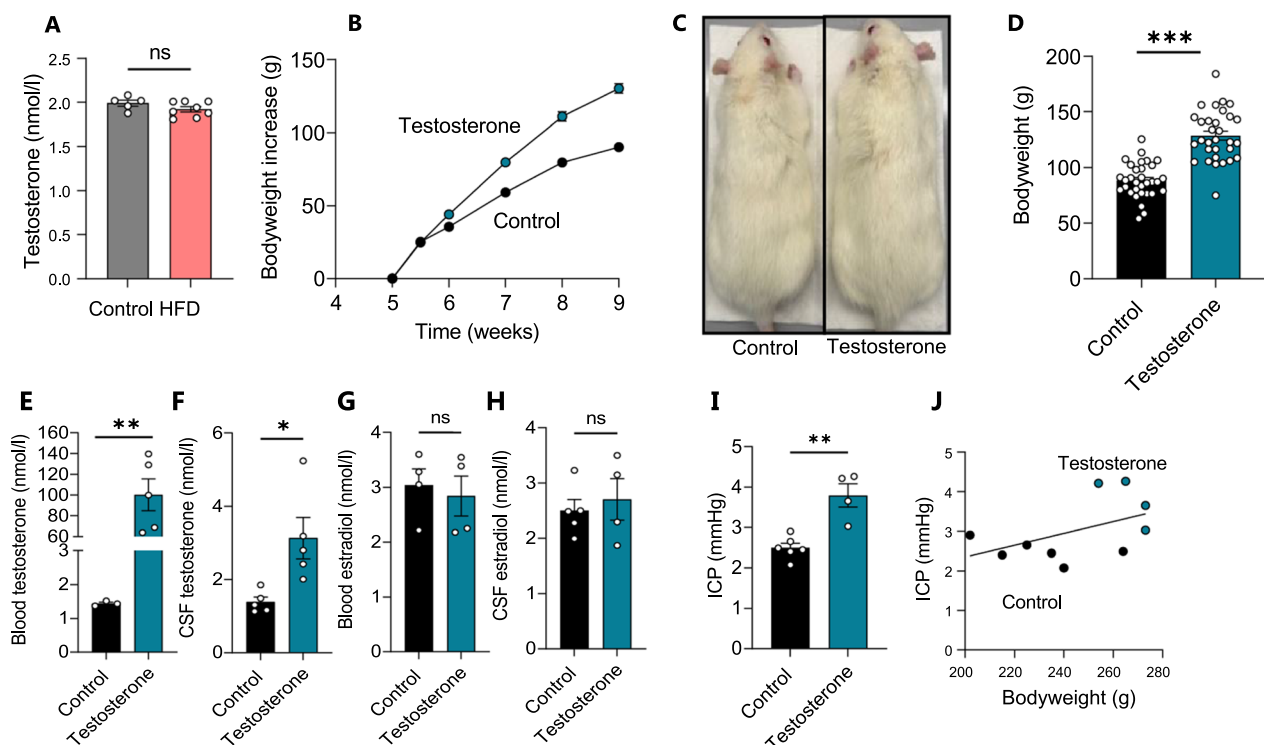 A
Testosterone (nmol/l)
2.5
2.0
1.5
1.0
0.5
0.0
ns
Control HFD
B
Bodyweight increase (g)
150
100
50
0
Testosterone
Control
4 5 6 7 8 9
Time (weeks)
C
Control Testosterone
D
Bodyweight (g)
200
150
100
50
0
***
Control
Testosterone
E
Blood testosterone (nmol/l)
160
140
120
100
80
60
3
2
1
0
**
Control
Testosterone
F
CSF testosterone (nmol/l)
6
4
2
0
*
Control
Testosterone
G
Blood estradiol (nmol/l)
4
3
2
1
0
ns
Control
Testosterone
H
CSF estradiol (nmol/l)
4
3
2
1
0
ns
Control
Testosterone
I
ICP (mmHg)
5
4
3
2
1
0
**
Control
Testosterone
J
ICP (mmHg)
5
4
3
2
1
0
Testosterone
Control
200 220 240 260 280
Bodyweight (g)